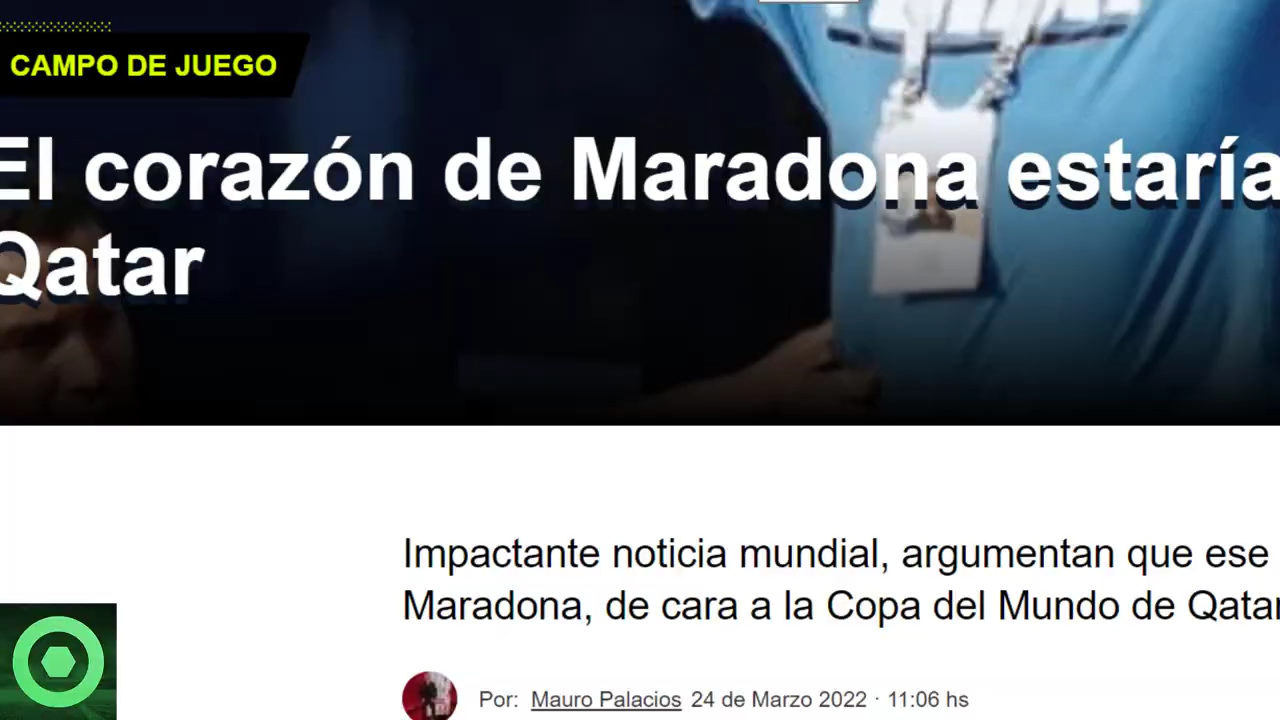 CAMPO DE JUEGO
El corazón de Maradona estaría
Qatar
Impactante noticia mundial, argumentan que ese
Maradona, de cara a la Copa del Mundo de Qatar
Por: Mauro Palacios 24 de Marzo 2022 · 11:06 hs